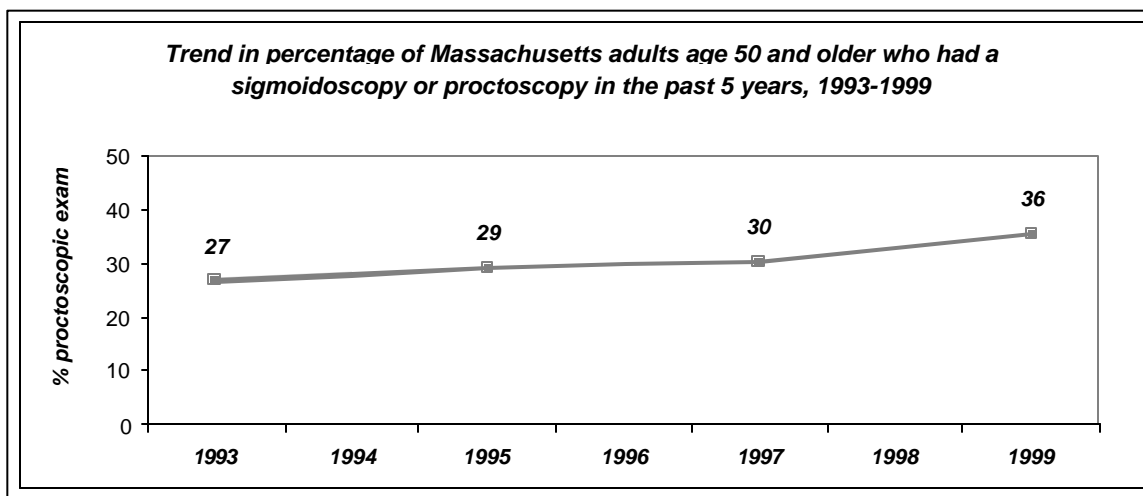 Trend in percentage of Massachusetts adults age 50 and older who had a
sigmoidoscopy or proctoscopy in the past 5 years, 1993-1999
% proctoscopic exam
50
40
30
20
10
0
27
29
30
36
1993 1994 1995 1996 1997 1998 1999